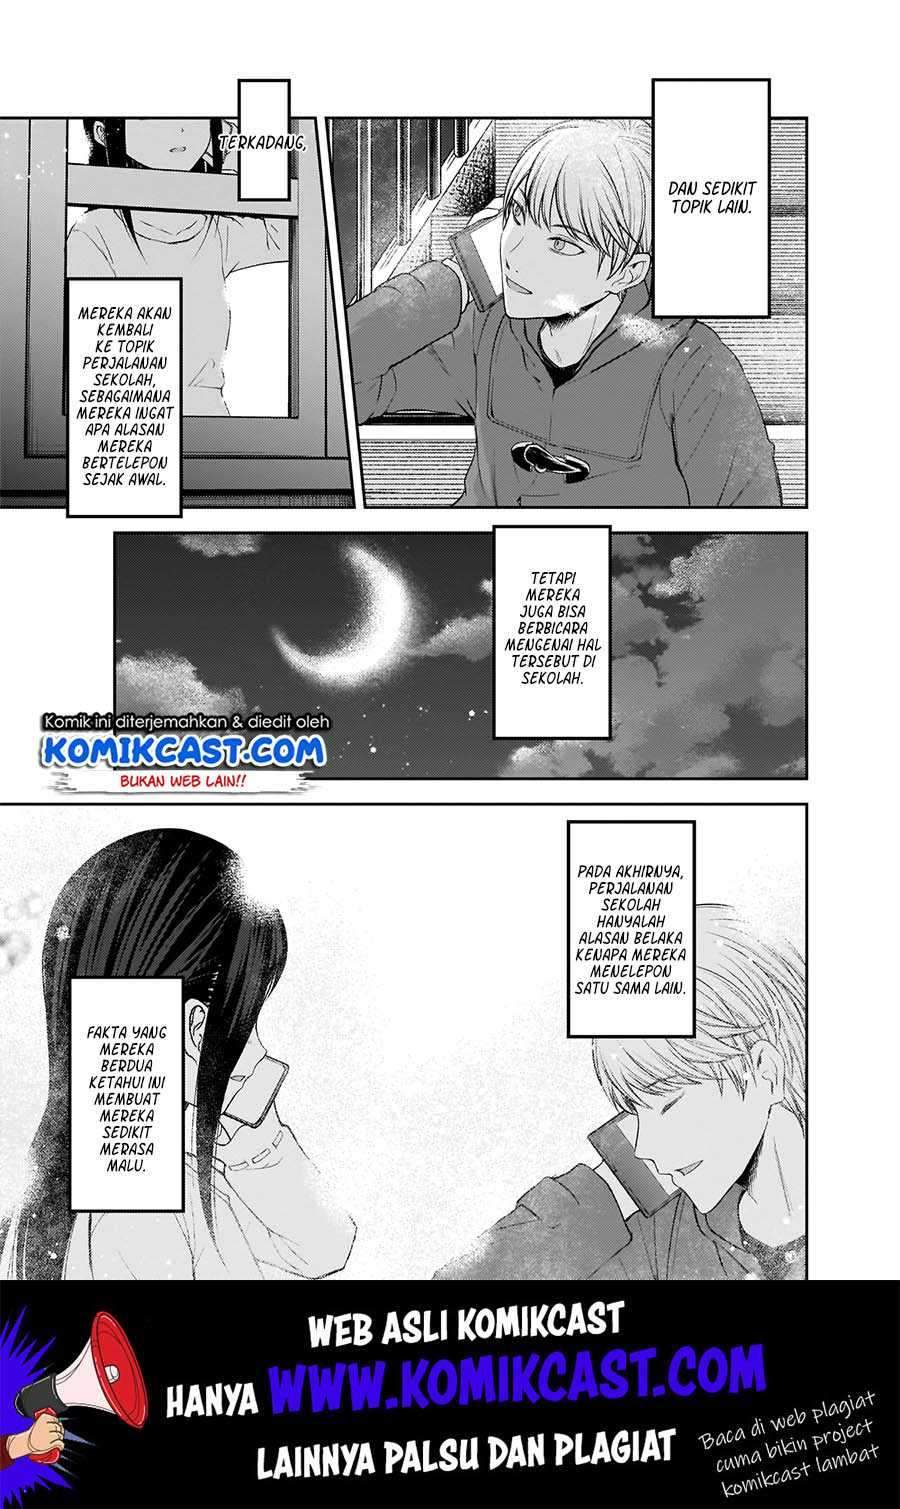 DAN SEDIKIT
TOPIK LAIN.
TERKADANG,
MEREKA AKAN
KEMBALI
KE TOPIK
PERJALANAN
SEKOLAH,
SEBAGAIMANA
MEREKA INGAT
APA ALASAN
MEREKA
BERTELEPON
SEJAK AWAL.
TETAPI
MEREKA
JUGA BISA
BERBICARA
MENGENAI HAL
TERSEBUT DI
SEKOLAH.
Komik ini diterjemahkan & diedit oleh
KOMIKCAST.COM
BUKAN WEB LAIN!!
PADA AKHIRNYA,
PERJALANAN
SEKOLAH
HANYALAH
ALASAN BELAKA
KENAPA MEREKA
MENELEPON
SATU SAMA LAIN.
FAKTA YANG
MEREKA
BERDUA
KETAHUI INI
MEMBUAT
MEREKA
SEDIKIT
MERASA
MALU.
WEB ASLI KOMIKCAST
HANYA WWW.KOMIKCAST.COM
LAINNYA PALSU DAN PLAGIAT
Baca di web plagiat
cuma bikin project
komikcast lambat